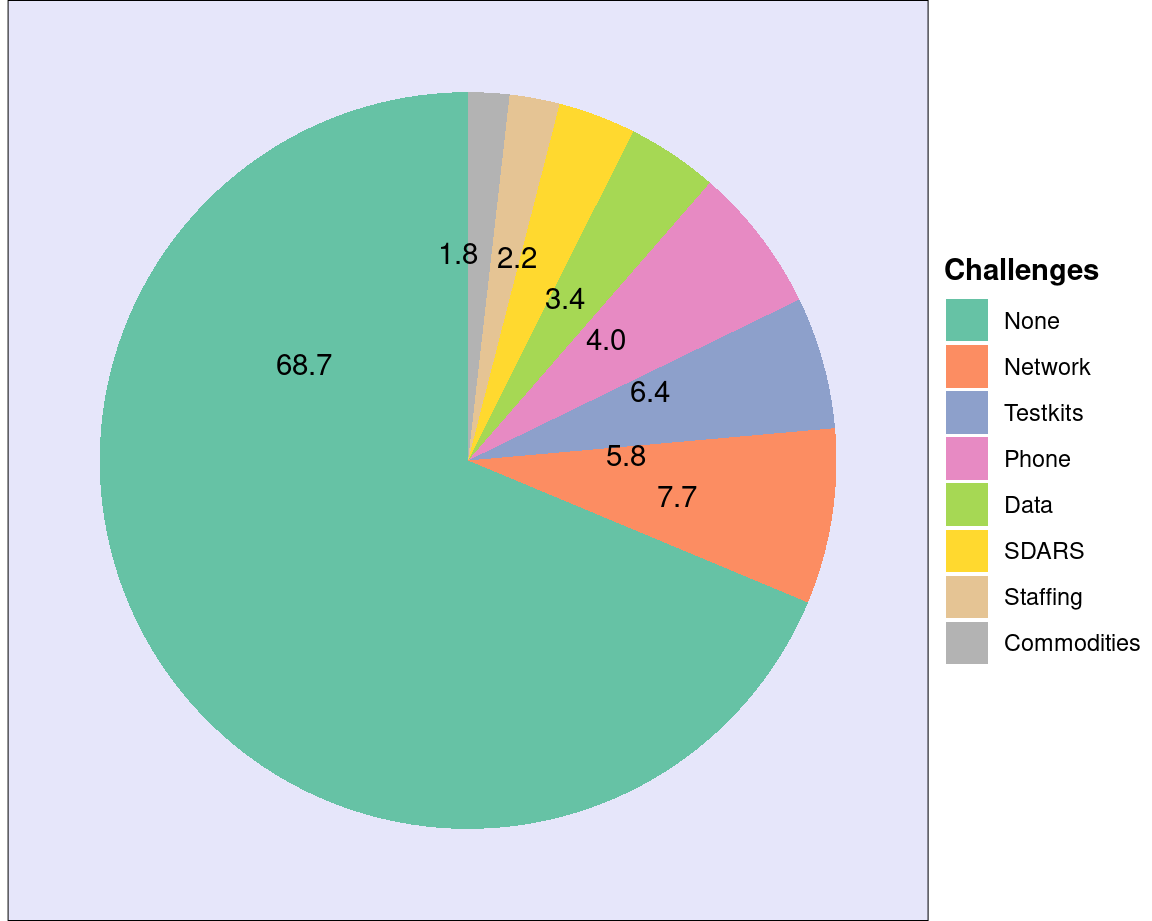 1.8
2.2
3.4
4.0
68.7
6.4
5.8
7.7
Challenges
None
Network
Testkits
Phone
Data
SDARS
Staffing
Commodities